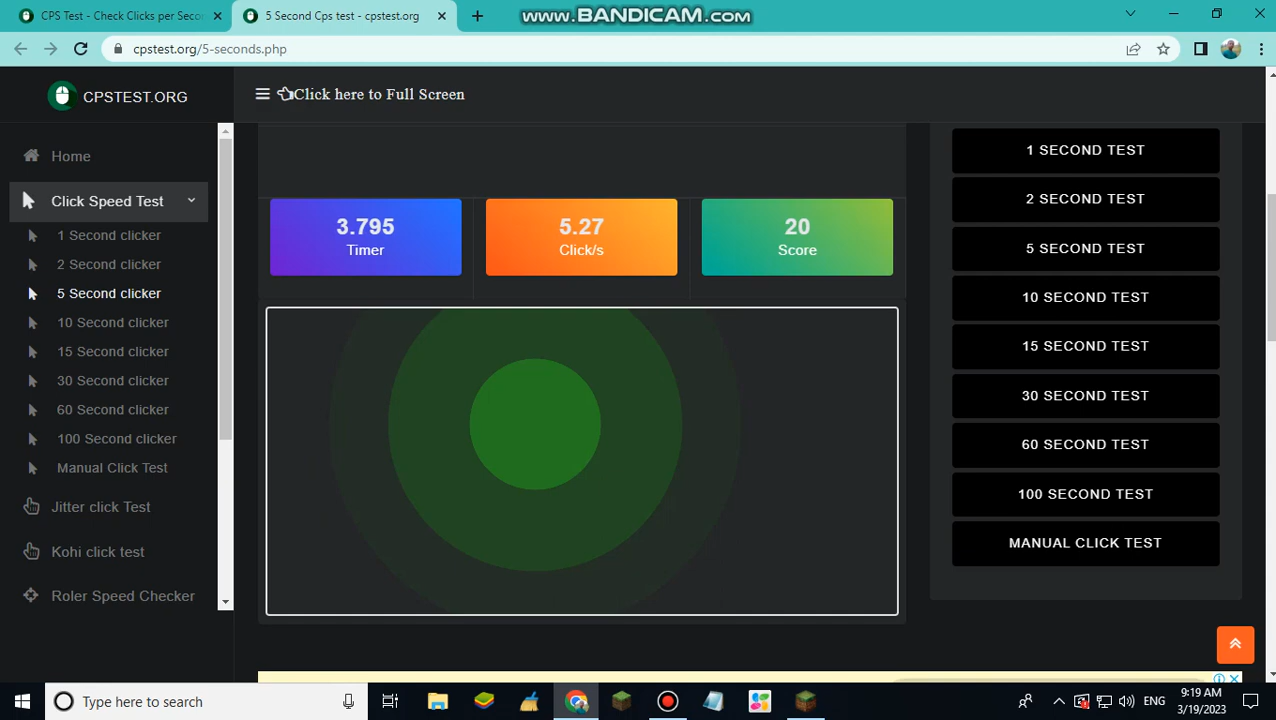 CPS Test - Check Clicks per Seco
5 Second Cps test - cpstest.org
www.BANDICAM.com
cpstest.org/5-seconds.php
CPSTEST.ORG
Click here to Full Screen
Home
Click Speed Test
1 Second clicker
2 Second clicker
5 Second clicker
10 Second clicker
15 Second clicker
30 Second clicker
60 Second clicker
100 Second clicker
Manual Click Test
Jitter click Test
Kohi click test
Roler Speed Checker
3.795
Timer
5.27
Click/s
20
Score
1 SECOND TEST
2 SECOND TEST
5 SECOND TEST
10 SECOND TEST
15 SECOND TEST
30 SECOND TEST
60 SECOND TEST
100 SECOND TEST
MANUAL CLICK TEST
Type here to search
ENG
9:19 AM
3/19/2023